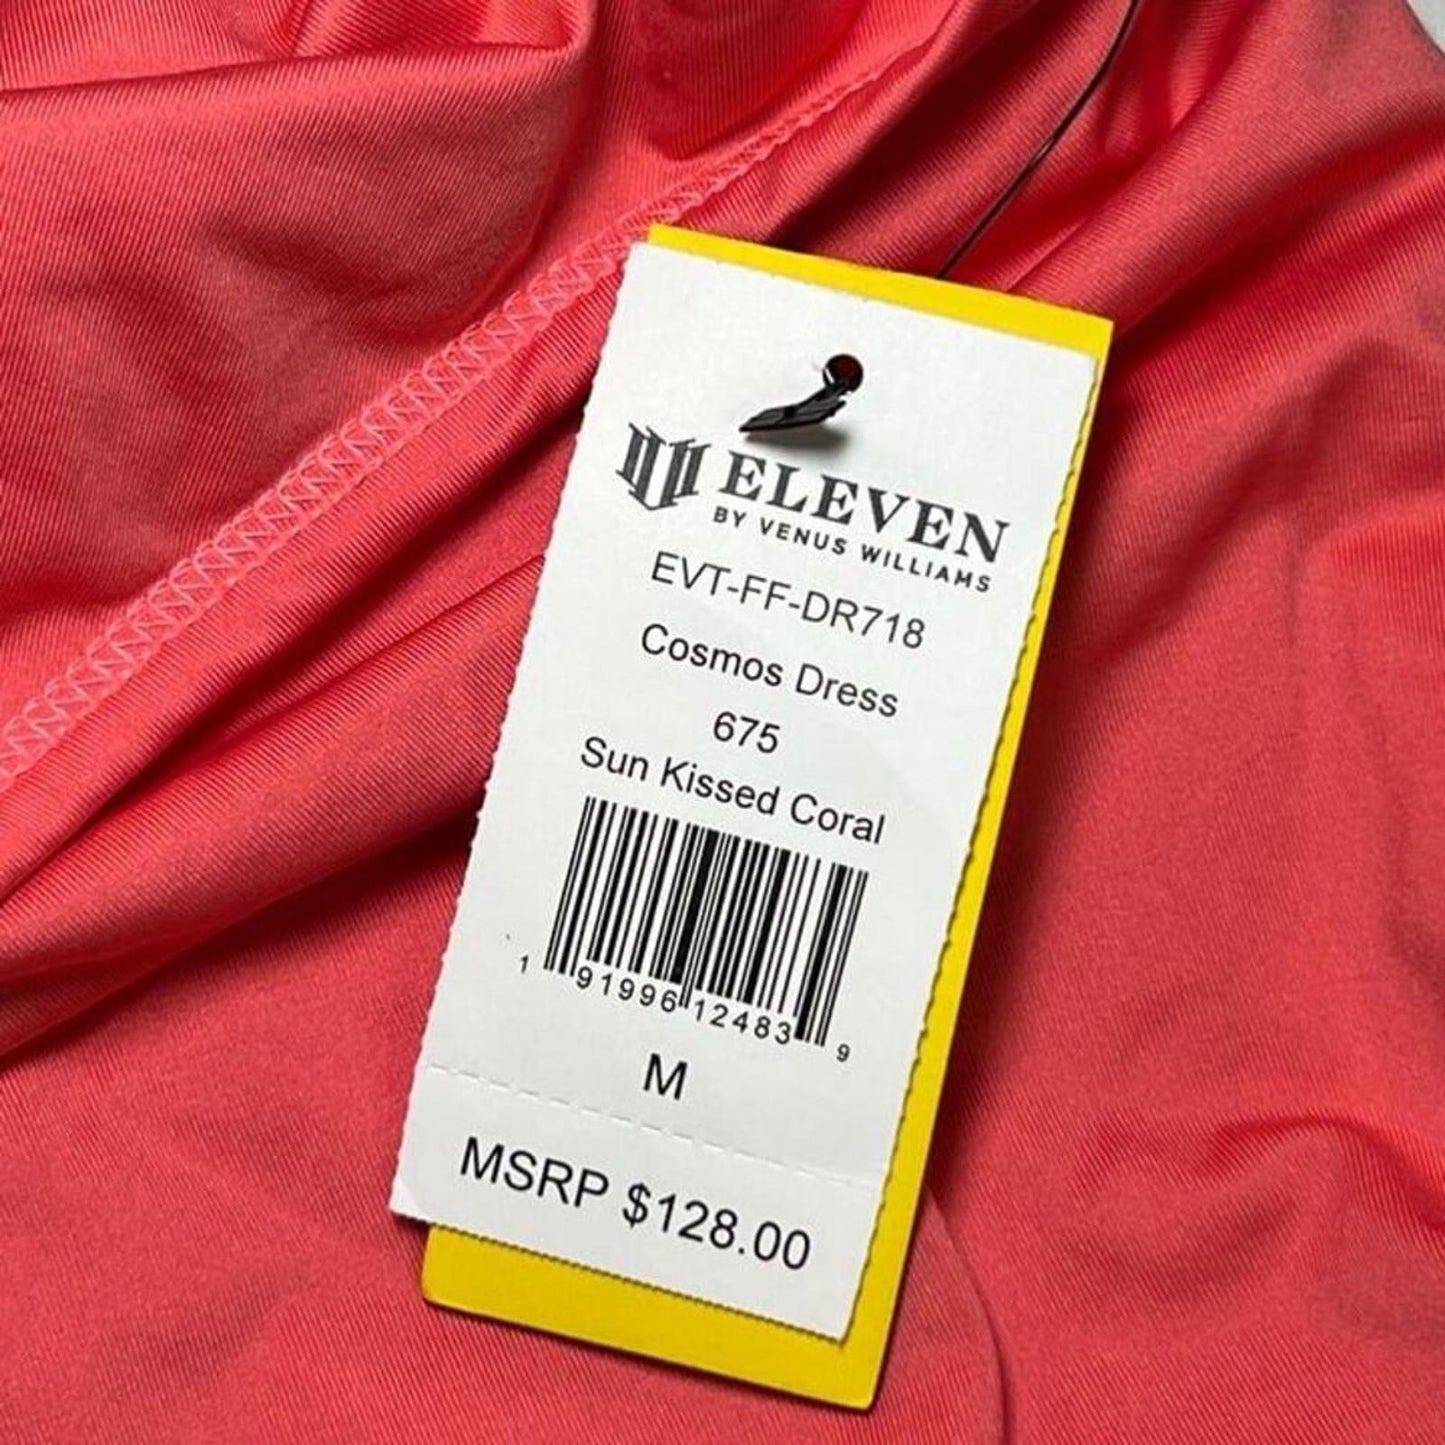 ELEVEN
BY VENUS WILLIAMS
EVT-FF-DR718
Cosmos Dress
675
Sun Kissed Coral
1 91996 12483 9
M
MSRP $128.00